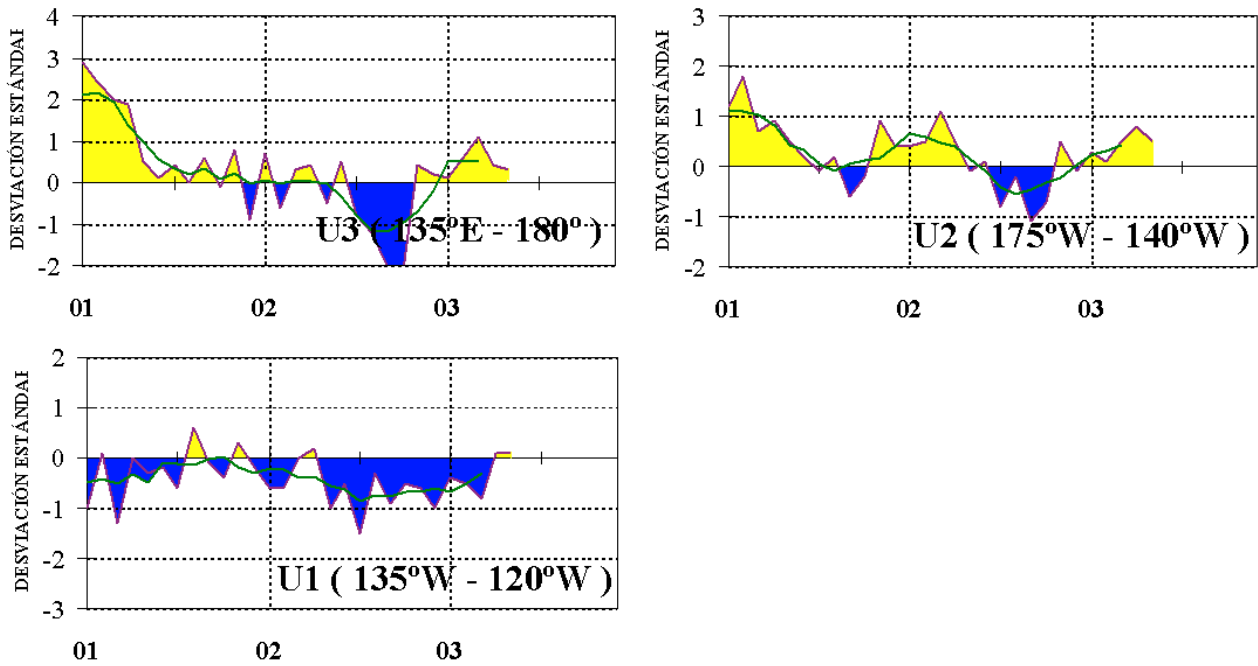 DESVIACIÓN ESTÁNDAI
4
3
2
1
0
-1
-2
U3 ( 135ºE - 180º )
01 02 03
DESVIACIÓN ESTÁNDAI
3
2
1
0
-1
-2
U2 ( 175ºW - 140ºW )
01 02 03
DESVIACIÓN ESTÁNDAI
2
1
0
-1
-2
-3
U1 ( 135ºW - 120ºW )
01 02 03